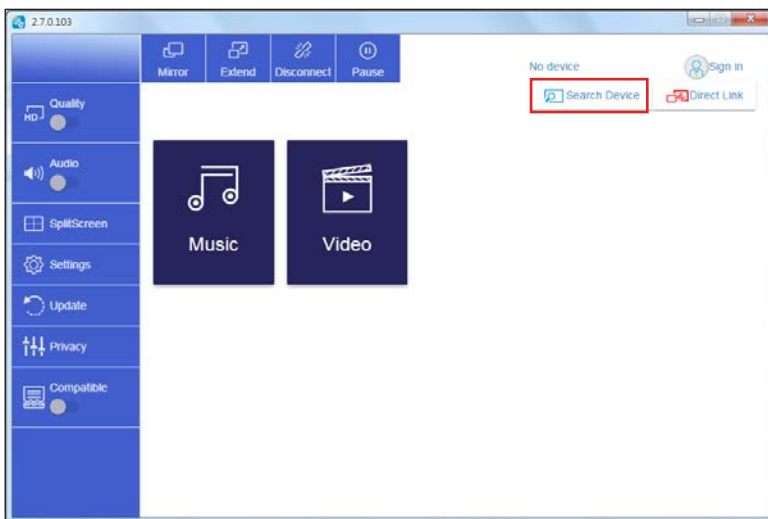 2.7.0.103
Mirror
Extend
Disconnect
Pause
No device
Sign in
Search Device
Direct Link
HD
Quality
Audio
SplitScreen
Settings
Update
Privacy
Compatible
Music
Video